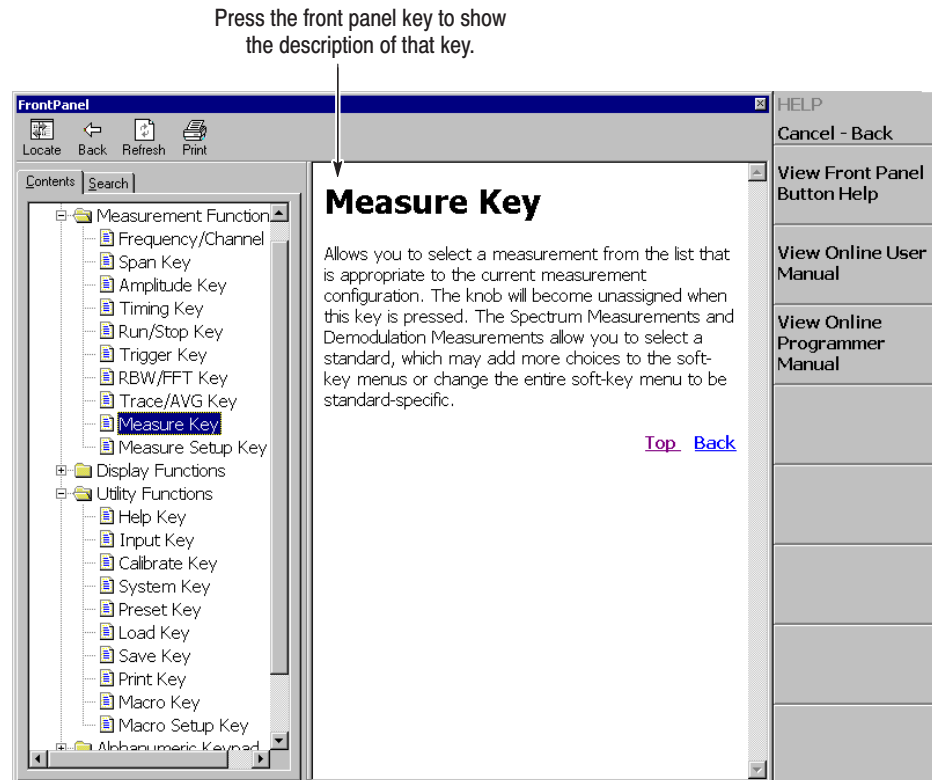 Press the front panel key to show
the description of that key.
FrontPanel
Locate Back Refresh Print
Contents Search
Measurement Function
Frequency/Channel
Span Key
Amplitude Key
Timing Key
Run/Stop Key
Trigger Key
RBW/FFT Key
Trace/AVG Key
Measure Key
Measure Setup Key
Display Functions
Utility Functions
Help Key
Input Key
Calibrate Key
System Key
Preset Key
Load Key
Save Key
Print Key
Macro Key
Macro Setup Key
Alphanumeric Keypad
Measure Key
Allows you to select a measurement from the list that
is appropriate to the current measurement
configuration. The knob will become unassigned when
this key is pressed. The Spectrum Measurements and
Demodulation Measurements allow you to select a
standard, which may add more choices to the soft-
key menus or change the entire soft-key menu to be
standard-specific.
Top Back
HELP
Cancel - Back
View Front Panel
Button Help
View Online User
Manual
View Online
Programmer
Manual